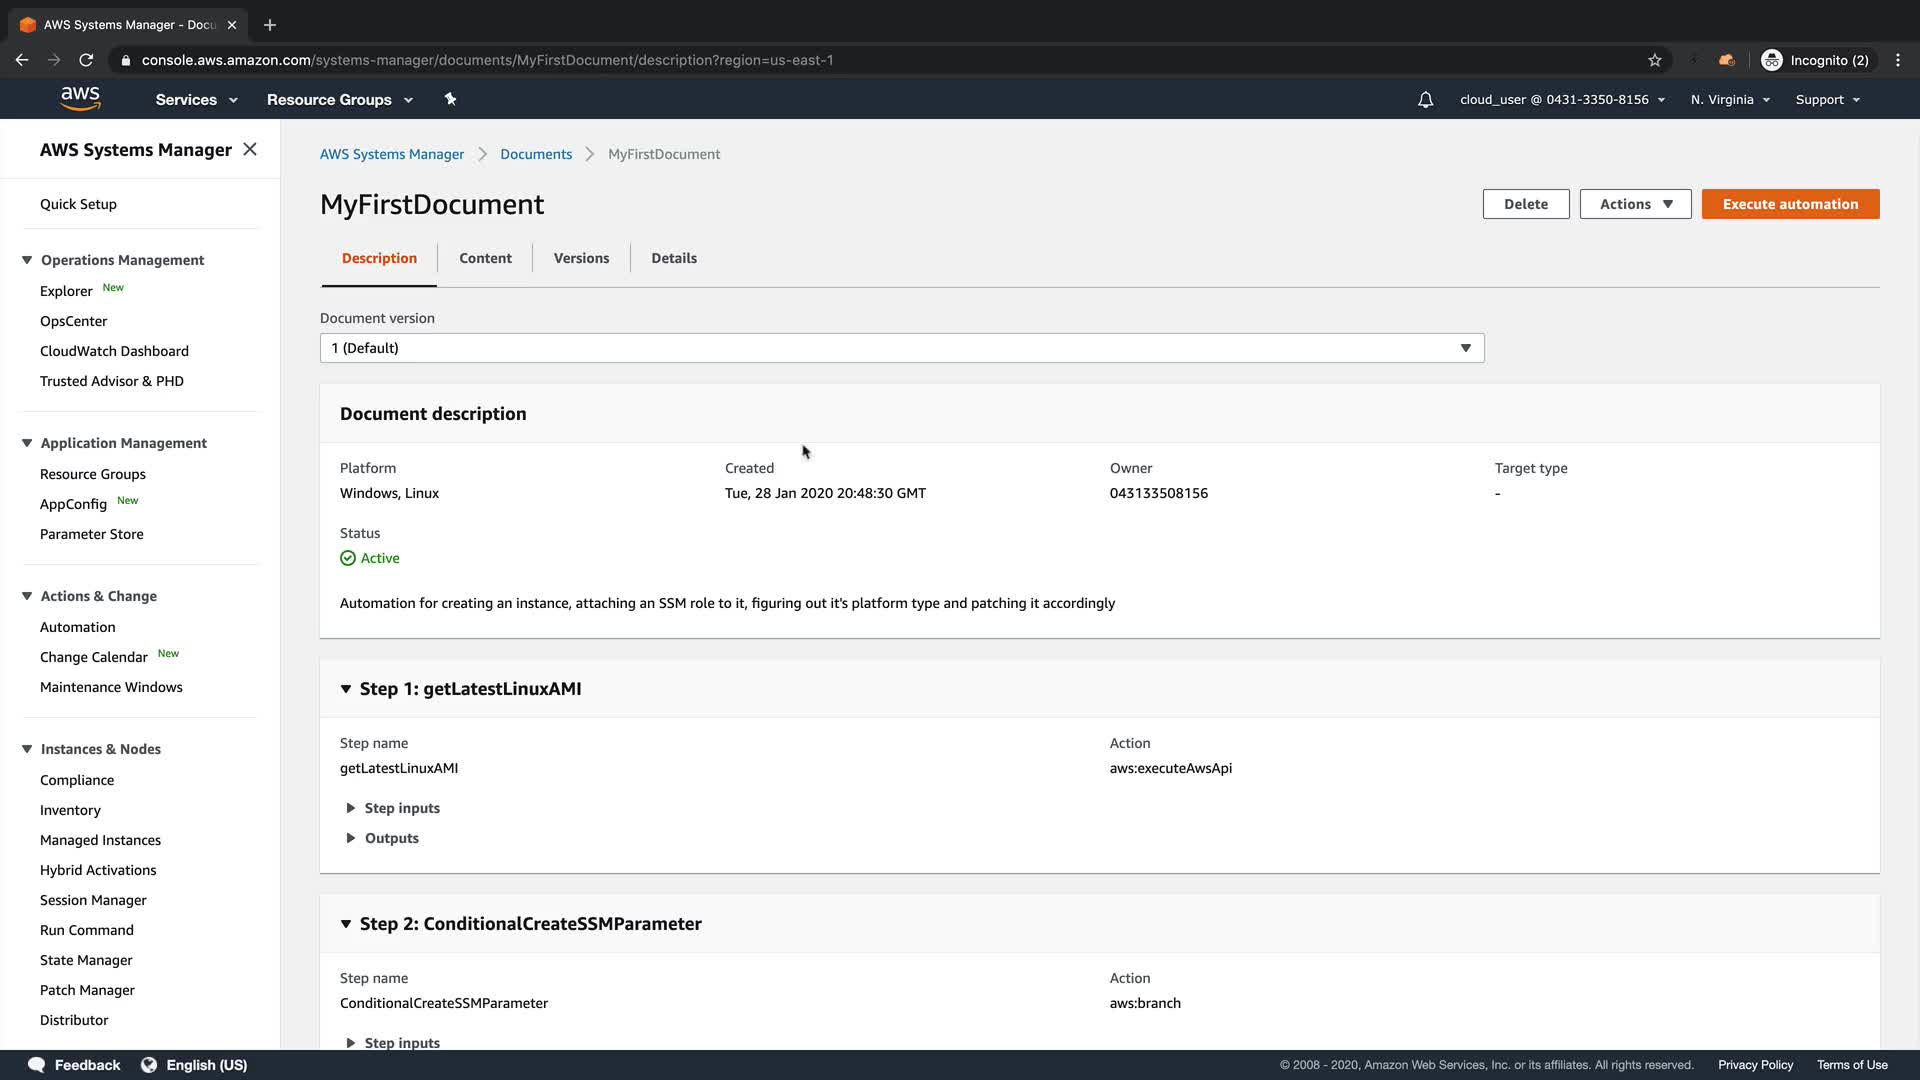 AWS Systems Manager - Docu
console.aws.amazon.com/systems-manager/documents/MyFirstDocument/description?region=us-east-1
Incognito (2)
aws
Services
Resource Groups
cloud_user @ 0431-3350-8156
N. Virginia
Support
AWS Systems Manager
Quick Setup
Operations Management
Explorer New
OpsCenter
CloudWatch Dashboard
Trusted Advisor & PHD
Application Management
Resource Groups
AppConfig New
Parameter Store
Actions & Change
Automation
Change Calendar New
Maintenance Windows
Instances & Nodes
Compliance
Inventory
Managed Instances
Hybrid Activations
Session Manager
Run Command
State Manager
Patch Manager
Distributor
AWS Systems Manager > Documents > MyFirstDocument
MyFirstDocument
Delete
Actions
Execute automation
Description
Content
Versions
Details
Document version
1 (Default)
Document description
Platform
Windows, Linux
Created
Tue, 28 Jan 2020 20:48:30 GMT
Owner
043133508156
Target type
-
Status
Active
Automation for creating an instance, attaching an SSM role to it, figuring out it's platform type and patching it accordingly
Step 1: getLatestLinuxAMI
Step name
getLatestLinuxAMI
Action
aws:executeAwsApi
Step inputs
Outputs
Step 2: ConditionalCreateSSMParameter
Step name
ConditionalCreateSSMParameter
Action
aws:branch
Step inputs
Feedback
English (US)
© 2008 - 2020, Amazon Web Services, Inc. or its affiliates. All rights reserved.
Privacy Policy
Terms of Use